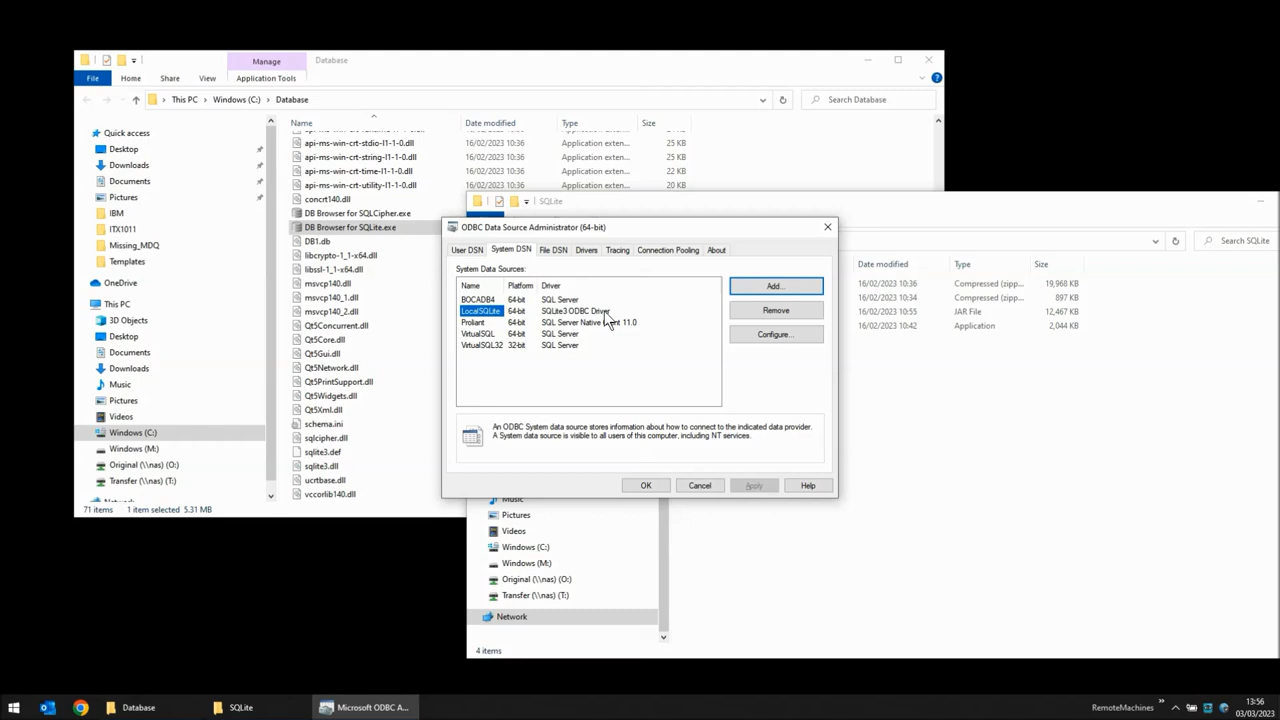 Manage
Database
File
Home
Share
View
Application Tools
This PC > Windows (C:) > Database
Search Database
Name
Date modified
Type
Size
Quick access
Desktop
Downloads
Documents
Pictures
IBM
ITX1011
Missing_MDQ
Templates
OneDrive
This PC
3D Objects
Desktop
Documents
Downloads
Music
Pictures
Videos
Windows (C:)
Windows (M:)
Original (\\nas) (O:)
Transfer (\\nas) (T:)
api-ms-win-crt-stdio-l1-1-0.dll 16/02/2023 10:36 Application exten... 25 KB
api-ms-win-crt-string-l1-1-0.dll 16/02/2023 10:36 Application exten... 25 KB
api-ms-win-crt-time-l1-1-0.dll 16/02/2023 10:36 Application exten... 22 KB
api-ms-win-crt-utility-l1-1-0.dll 16/02/2023 10:36 Application exten... 20 KB
concrt140.dll
DB Browser for SQLCipher.exe
DB Browser for SQLite.exe
DB1.db
libcrypto-1_1-x64.dll
libssl-1_1-x64.dll
msvcp140.dll
msvcp140_1.dll
msvcp140_2.dll
Qt5Concurrent.dll
Qt5Core.dll
Qt5Gui.dll
Qt5Network.dll
Qt5PrintSupport.dll
Qt5Widgets.dll
Qt5Xml.dll
schema.ini
sqlcipher.dll
sqlite3.def
sqlite3.dll
ucrtbase.dll
vccorlib140.dll
71 items
1 item selected 5.31 MB
SQLite
Search SQLite
Date modified
Type
Size
16/02/2023 10:36 Compressed (zipp... 19,968 KB
16/02/2023 10:34 Compressed (zipp... 897 KB
16/02/2023 10:55 JAR File 12,467 KB
16/02/2023 10:42 Application 2,044 KB
ODBC Data Source Administrator (64-bit)
User DSN
System DSN
File DSN
Drivers
Tracing
Connection Pooling
About
System Data Sources:
Name Platform Driver
BOCADB4 64-bit SQL Server
LocalSQLite 64-bit SQLite3 ODBC Driver
Proliant 64-bit SQL Server Native 11.0
VirtualSQL 64-bit SQL Server
VirtualSQL32 32-bit SQL Server
Add...
Remove
Configure...
An ODBC System data source stores information about how to connect to the indicated data provider.
A System data source is visible to all users of this computer, including NT services.
OK
Cancel
Apply
Help
Pictures
Videos
Windows (C:)
Windows (M:)
Original (\\nas) (O:)
Transfer (\\nas) (T:)
Network
4 items
Database
SQLite
Microsoft ODBC A...
RemoteMachines
13:56
03/03/2023